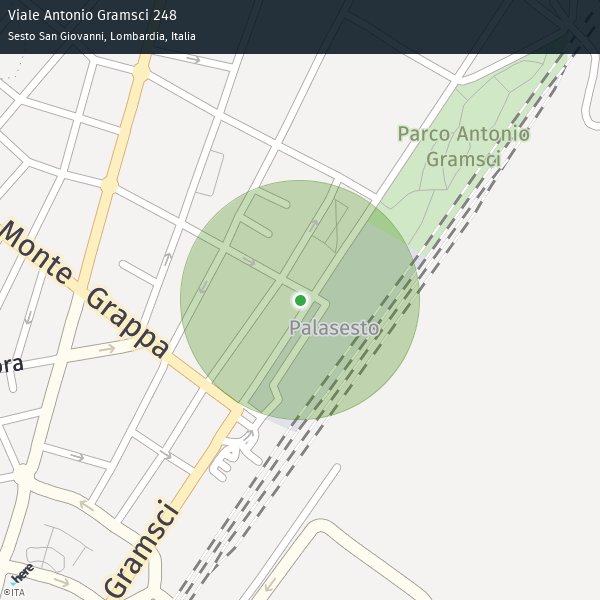 Viale Antonio Gramsci 248
Sesto San Giovanni, Lombardia, Italia
Parco Antonio
Gramsci
Monte Grappa
Palasesto
ora
Gramsci
here
©ITA